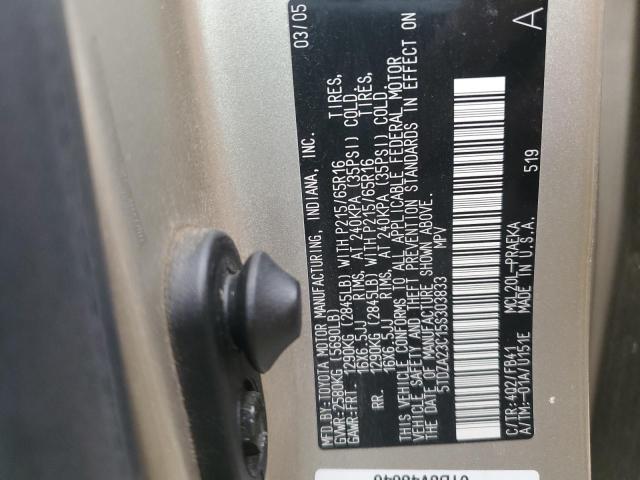 MFD.BY:TOYOTA MOTOR MANUFACTURING, INDIANA, INC. 03/05
GVWR:2580KG (5690LB)
GAWR:FRT. 1290KG (2845LB) WITH P215/65R16 TIRES,
16X6.5JJ RIMS, AT 240KPA (35PSI) COLD.
RR. 1290KG (2845LB) WITH P215/65R16 TIRES,
16X6.5JJ RIMS, AT 240KPA (35PSI) COLD.
THIS VEHICLE CONFORMS TO ALL APPLICABLE FEDERAL MOTOR
VEHICLE SAFETY, BUMPER, AND THEFT PREVENTION STANDARDS IN EFFECT ON
THE DATE OF MANUFACTURE SHOWN ABOVE.
5TDZA23C15S303833 MPV
A
C/TR:4Q2/FB41 MCL20L-PRAEKA 519
A/TM:-01A/U151E MADE IN U.S.A.